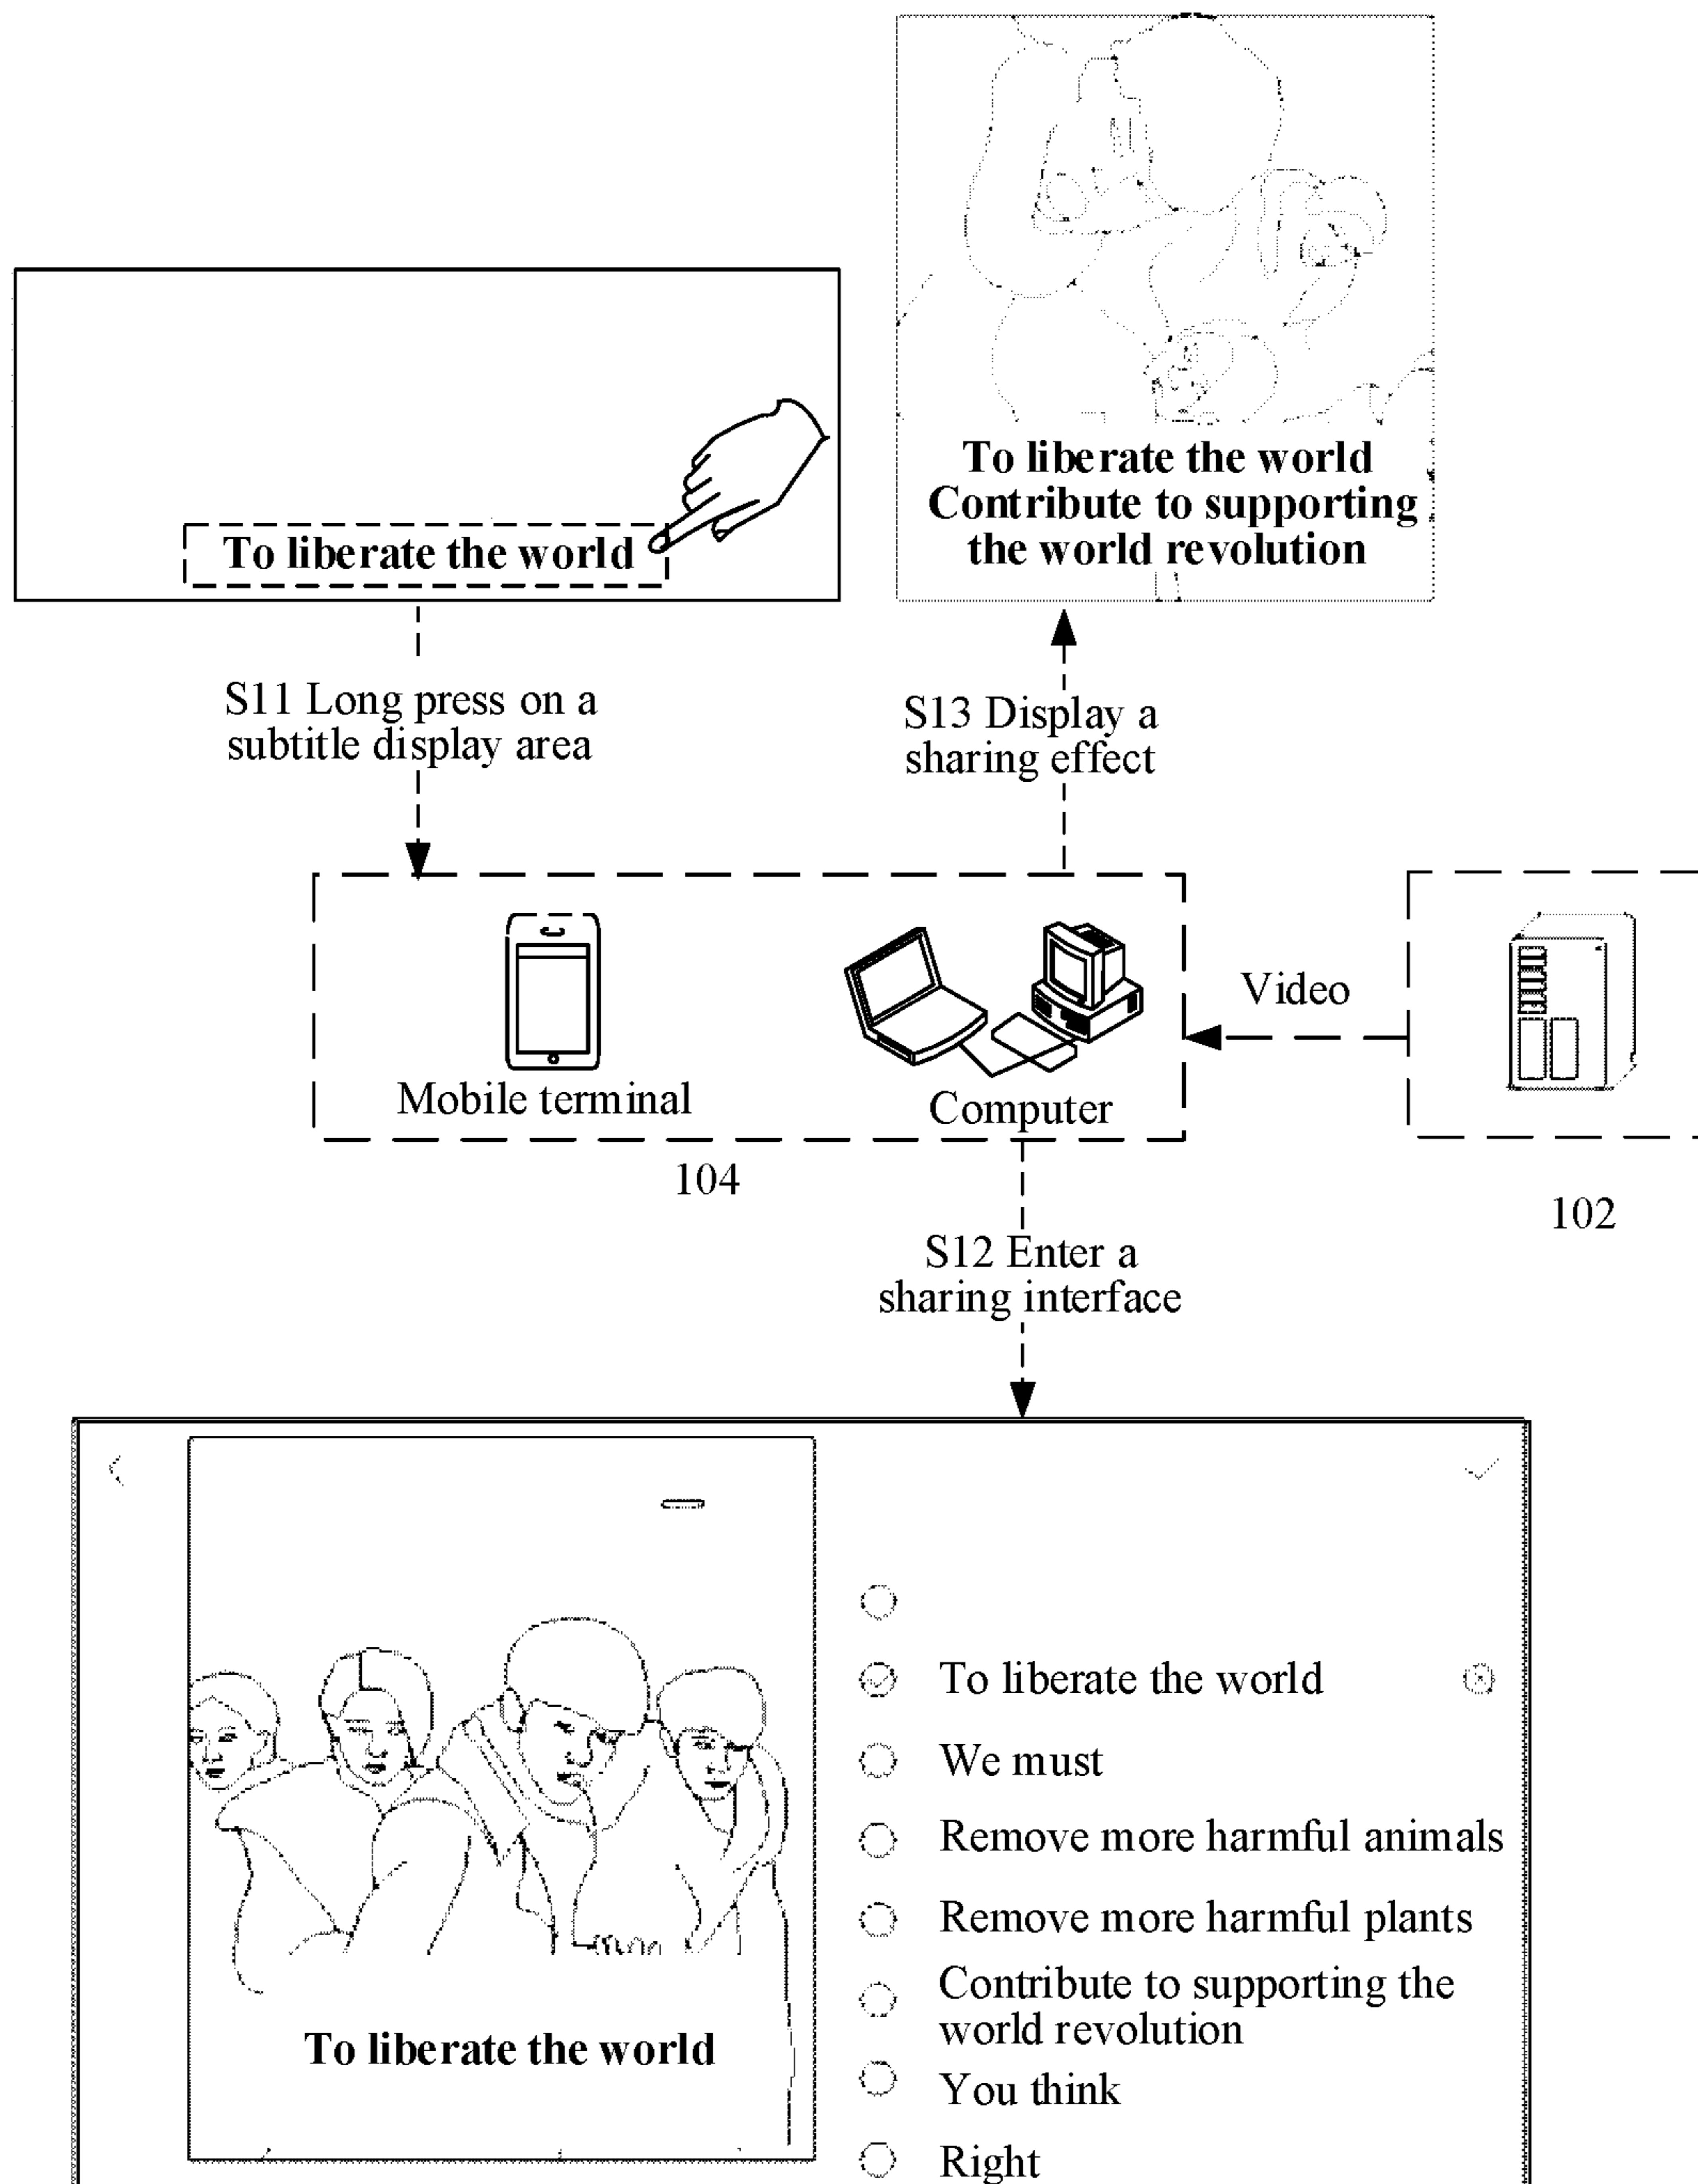 To liberate the world
Contribute to supporting
the world revolution
To liberate the world
S11 Long press on a
subtitle display area
S13 Display a
sharing effect
Video
Mobile terminal
Computer
104
102
S12 Enter a
sharing interface
To liberate the world
We must
Remove more harmful animals
Remove more harmful plants
Contribute to supporting the
world revolution
To liberate the world
You think
Right